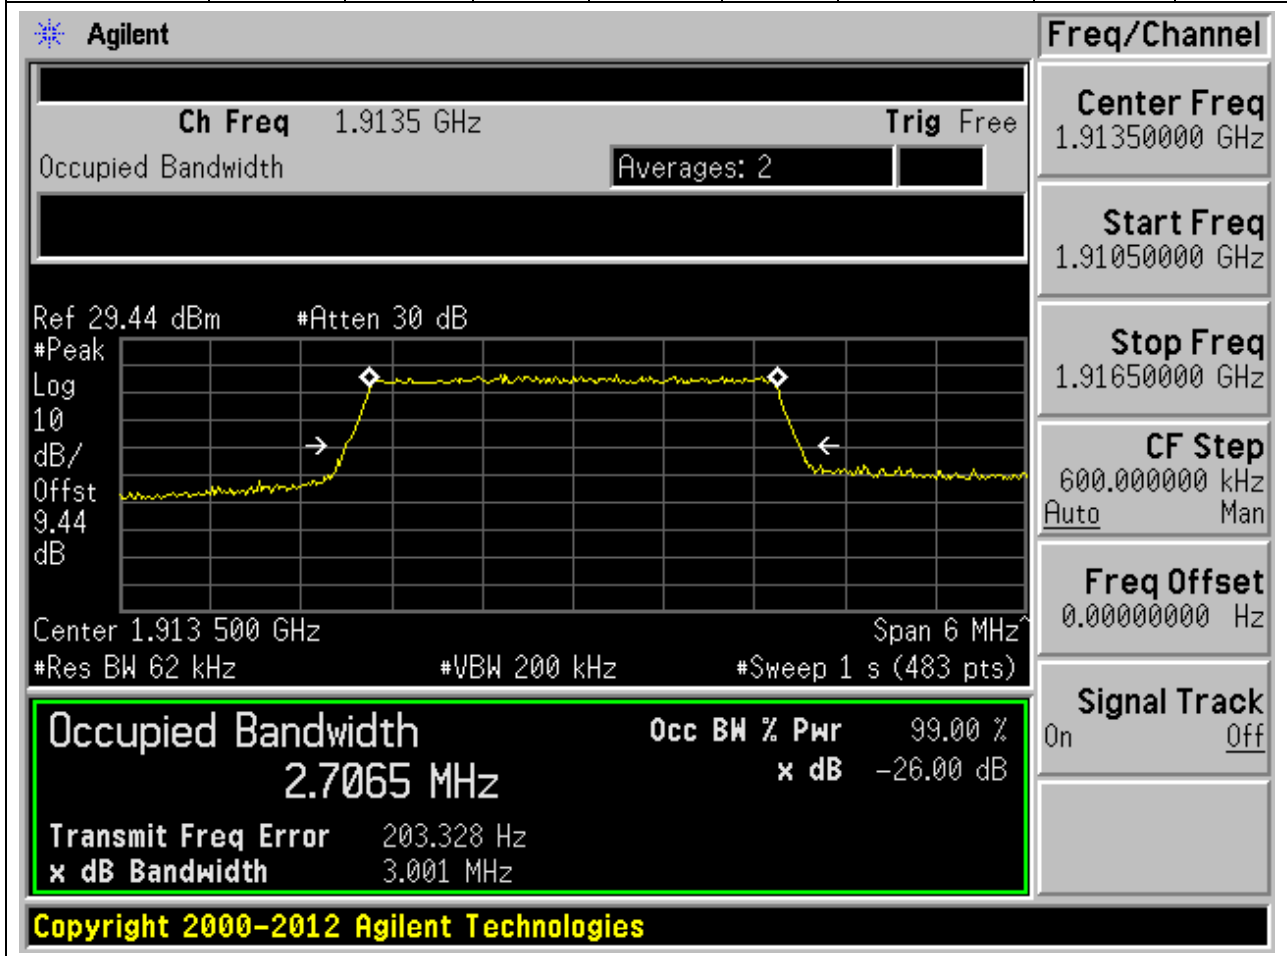 Agilent
Freq/Channel
Ch Freq 1.9135 GHz Trig Free
Occupied Bandwidth Averages: 2
Center Freq
1.91350000 GHz
Start Freq
1.91050000 GHz
Stop Freq
1.91650000 GHz
CF Step
600.000000 kHz
Auto Man
Freq Offset
0.00000000 Hz
Signal Track
On Off
Ref 29.44 dBm #Atten 30 dB
#Peak
Log
10
dB/
Offst
9.44
dB
Center 1.913 500 GHz Span 6 MHz^
#Res BW 62 kHz #VBW 200 kHz #Sweep 1 s (483 pts)
Occupied Bandwidth Occ BW % Pwr 99.00 %
2.7065 MHz x dB -26.00 dB
Transmit Freq Error 203.328 Hz
x dB Bandwidth 3.001 MHz
Copyright 2000-2012 Agilent Technologies